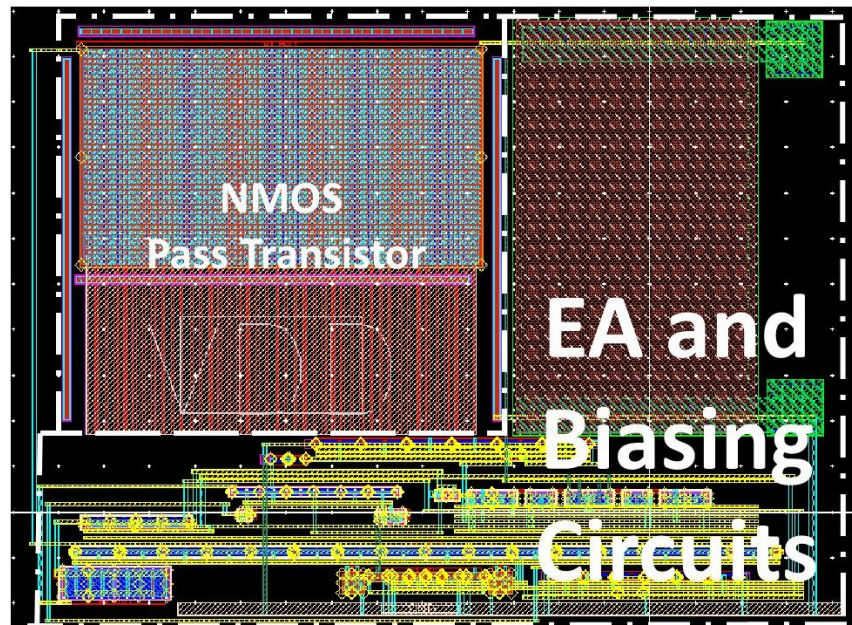 NMOS
Pass Transistor
VDD
EA and
Biasing
Circuits